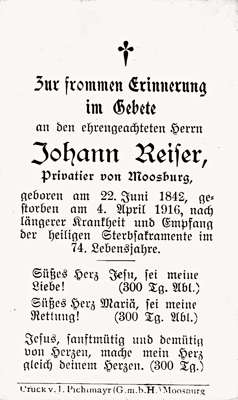 ✝
Zur frommen Erinnerung
im Gebete
an den ehrengeachteten Herrn
Johann Reiser,
Privatier von Moosburg,
geboren am 22. Juni 1842, ge-
storben am 4. April 1916, nach
längerer Krankheit und Empfang
der heiligen Sterbsakramente im
74. Lebensjahre.
Süßes Herz Jesu, sei meine
Liebe! (300 Tg. Abl.)
Süßes Herz Mariä, sei meine
Rettung! (300 Tg. Abl.)
Jesus, sanftmütig und demütig
von Herzen, mache mein Herz
gleich deinem Herzen. (300 Tg.)
Druck v. J. Pichlmayr (G.m.b.H.) Moosburg